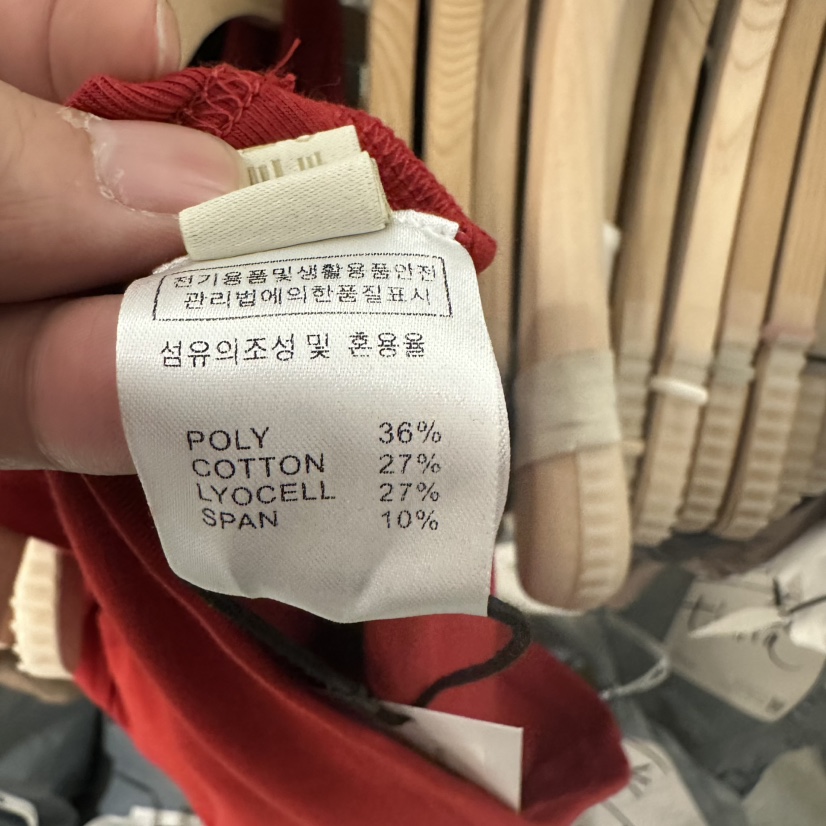 전기용품및생활용품안전
관리법에의한품질표시
섬유의조성 및 혼용율
POLY 36%
COTTON 27%
LYOCELL 27%
SPAN 10%